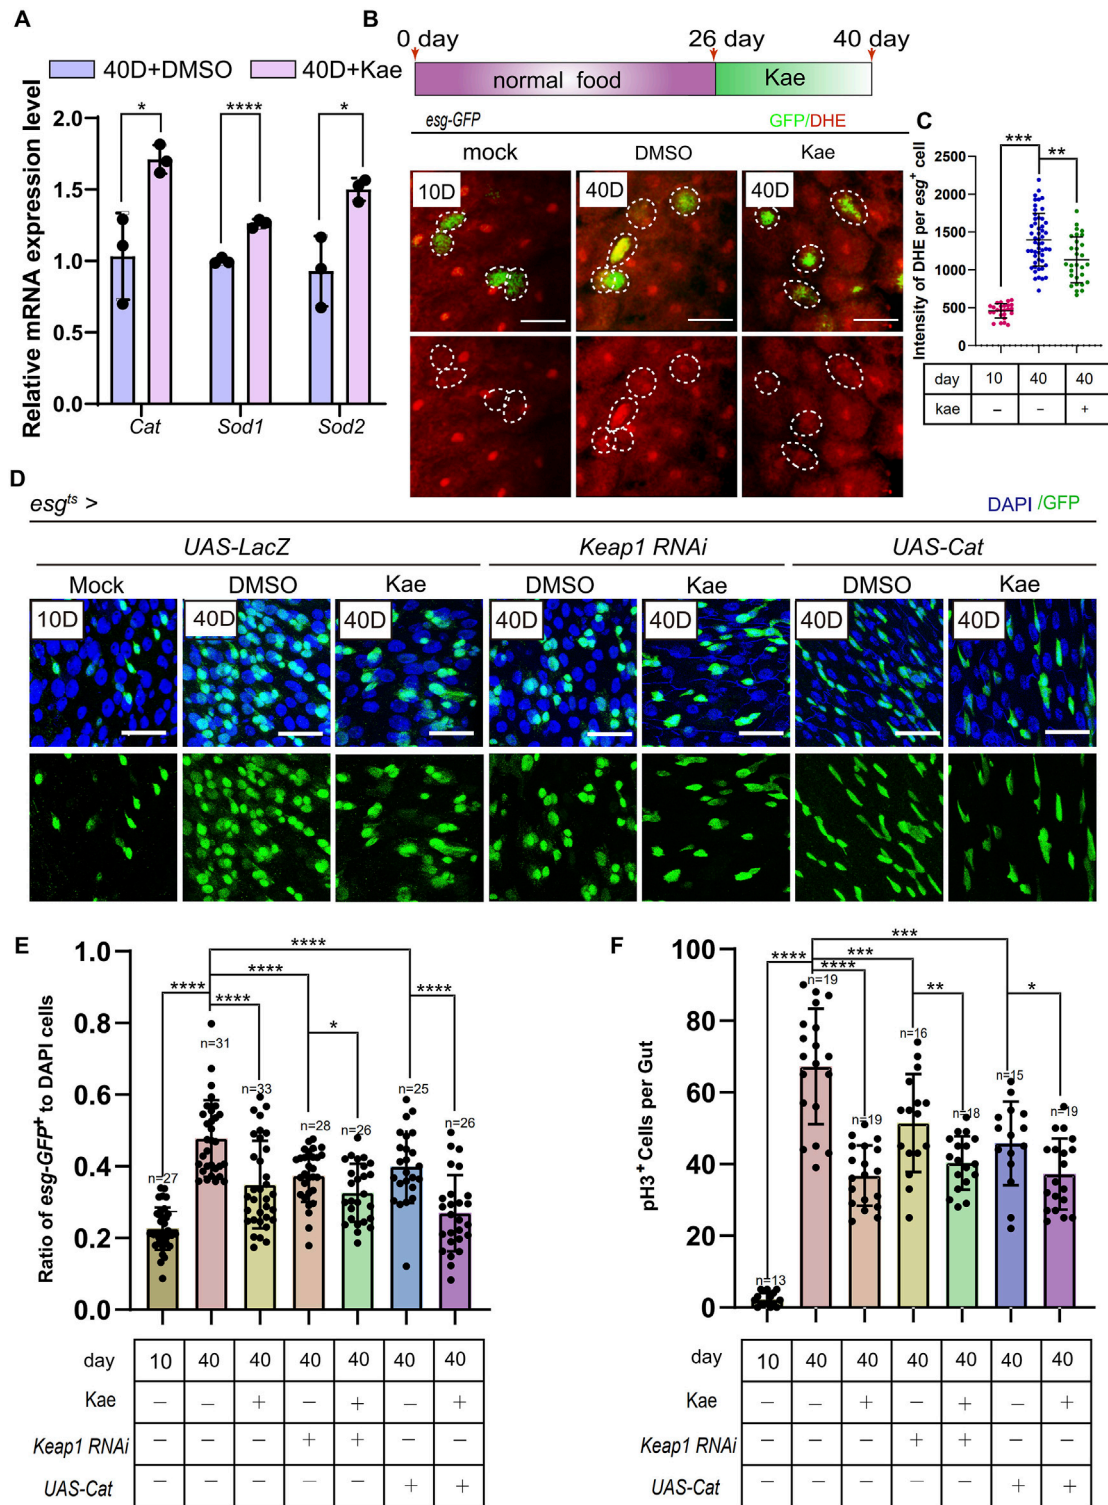 A
40D+DMSO
40D+Kae
Relative mRNA expression level
2.0
1.5
1.0
0.5
0.0
*
****
*
Cat
Sod1
Sod2
B
0 day
26 day
40 day
normal food
Kae
esg-GFP
GFP/DHE
mock
DMSO
Kae
10D
40D
40D
C
Intensity of DHE per esg+ cell
2500
2000
1500
1000
500
0
***
**
day 10 40 40
kae – – +
D
esgts >
DAPI /GFP
UAS-LacZ
Keap1 RNAi
UAS-Cat
Mock
DMSO
Kae
DMSO
Kae
DMSO
Kae
10D
40D
40D
40D
40D
40D
40D
E
Ratio of esg-GFP+ to DAPI cells
1.0
0.8
0.6
0.4
0.2
0.0
****
****
****
****
****
*
n=27
n=31
n=33
n=28
n=26
n=25
n=26
day 10 40 40 40 40 40 40
Kae – – + – + – +
Keap1 RNAi – – – + + – –
UAS-Cat – – – – – + +
F
pH3+ Cells per Gut
100
80
60
40
20
0
***
***
****
****
**
*
n=13
n=19
n=19
n=16
n=18
n=15
n=19
day 10 40 40 40 40 40 40
Kae – – + – + – +
Keap1 RNAi – – – + + – –
UAS-Cat – – – – – + +